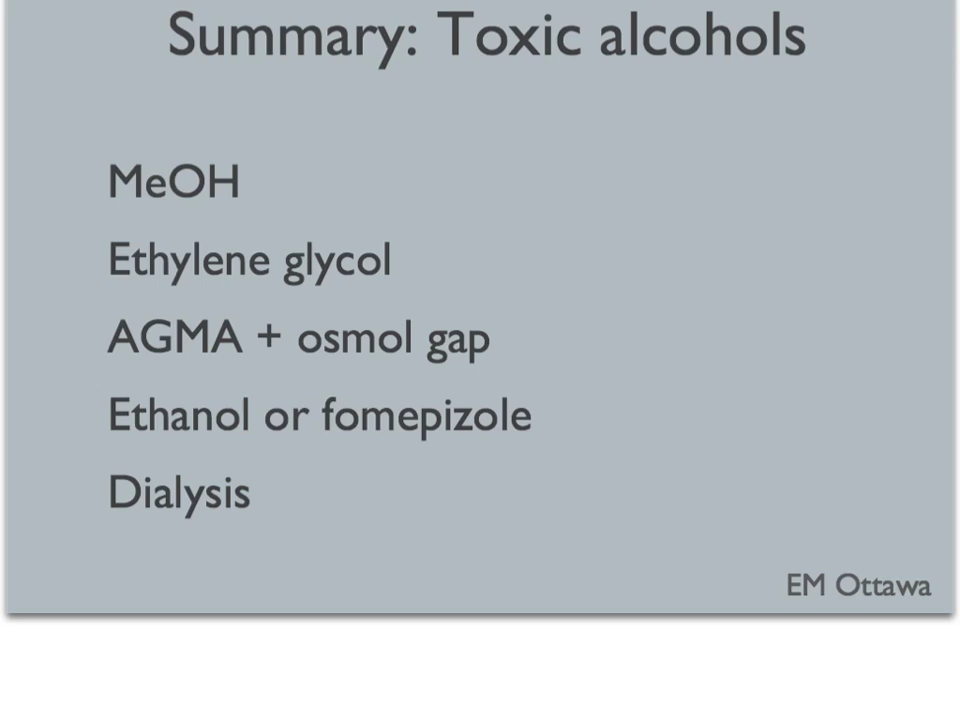 Summary: Toxic alcohols
MeOH
Ethylene glycol
AGMA + osmol gap
Ethanol or fomepizole
Dialysis
EM Ottawa